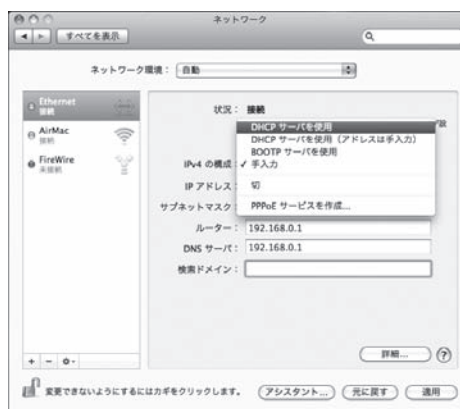 ネットワーク
すべてを表示
ネットワーク環境： 自動
Ethernet
接続
AirMac
接続
FireWire
未接続
状況： 接続
DHCP サーバを使用
DHCP サーバを使用（アドレスは手入力）
BOOTP サーバを使用
IPv4 の構成： ✓ 手入力
IP アドレス： 切
サブネットマスク： PPPoE サービスを作成...
ルーター： 192.168.0.1
DNS サーバ： 192.168.0.1
検索ドメイン：
詳細... ?
+ −
変更できないようにするにはカギをクリックします。 アシスタント... 元に戻す 適用